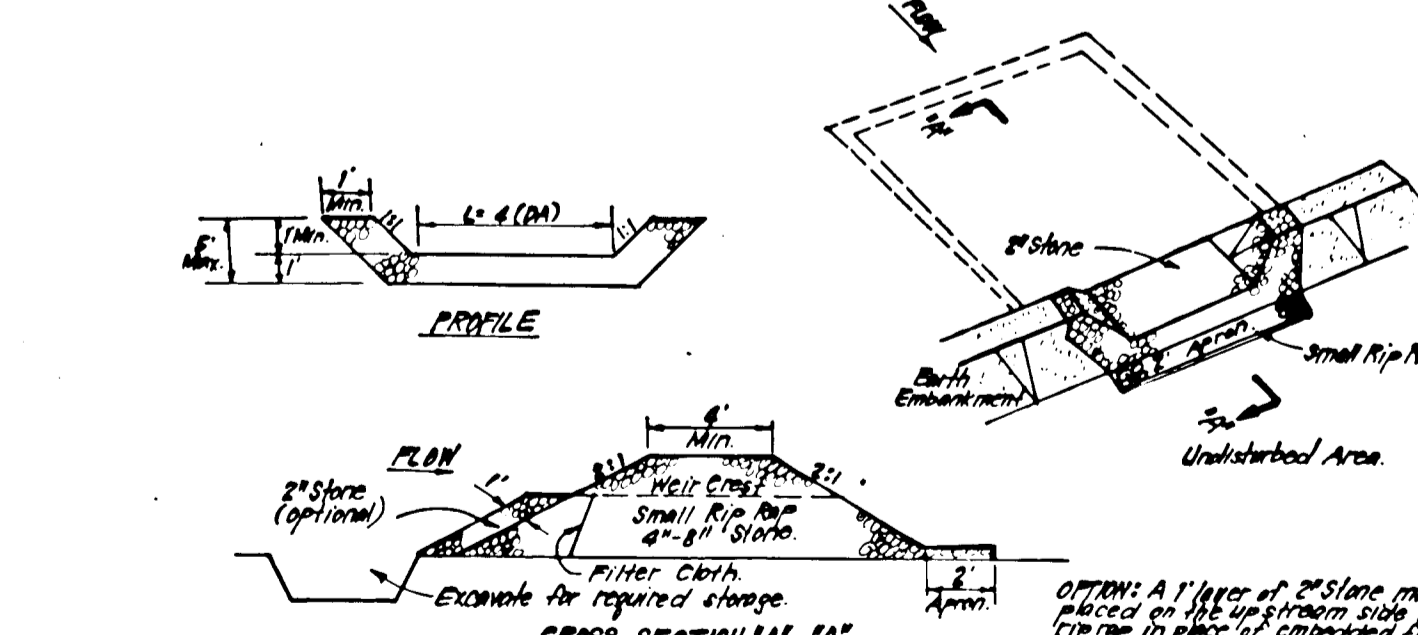 FLOW
"A"
1'
Min.
1:1
L= 4 (DA)
1:1
5'
Max.
1' Min.
1'
PROFILE
2" Stone
Apron.
Small Rip R
Earth
Embankment
"A"
Undisturbed Area.
4'
Min.
FLOW
2:1
2:1
1'
2" Stone
(optional)
Weir Crest
Small Rip Rap
4"-8" Stone.
Filter Cloth.
Excavate for required storage.
2'
Apron.
CROSS SECTION "A"-"A"
OPTION: A 1' layer of 2" Stone m
placed on the upstream side
rip rap in place of embedded f